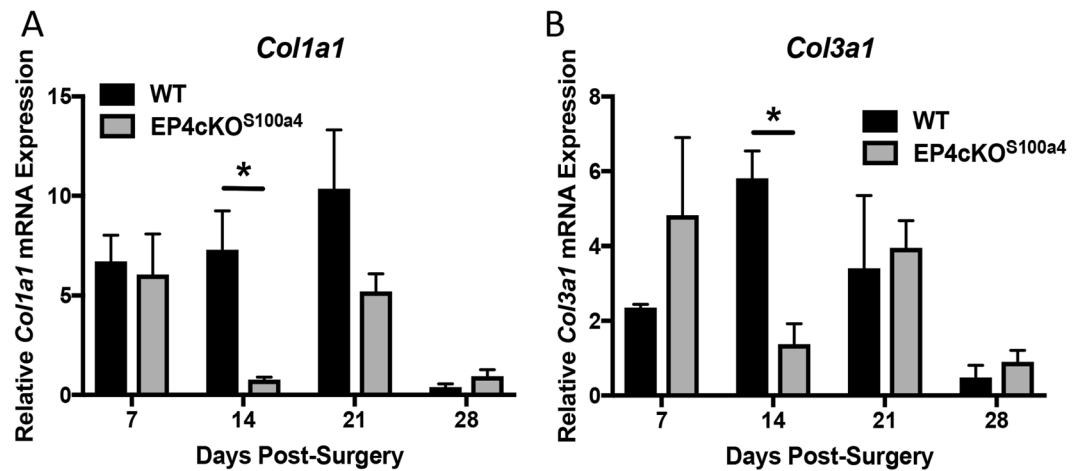 A
Col1a1
WT
EP4cKOS100a4
Relative Col1a1 mRNA Expression
15
10
5
0
*
7 14 21 28
Days Post-Surgery
B
Col3a1
WT
EP4cKOS100a4
Relative Col3a1 mRNA Expression
8
6
4
2
0
*
7 14 21 28
Days Post-Surgery